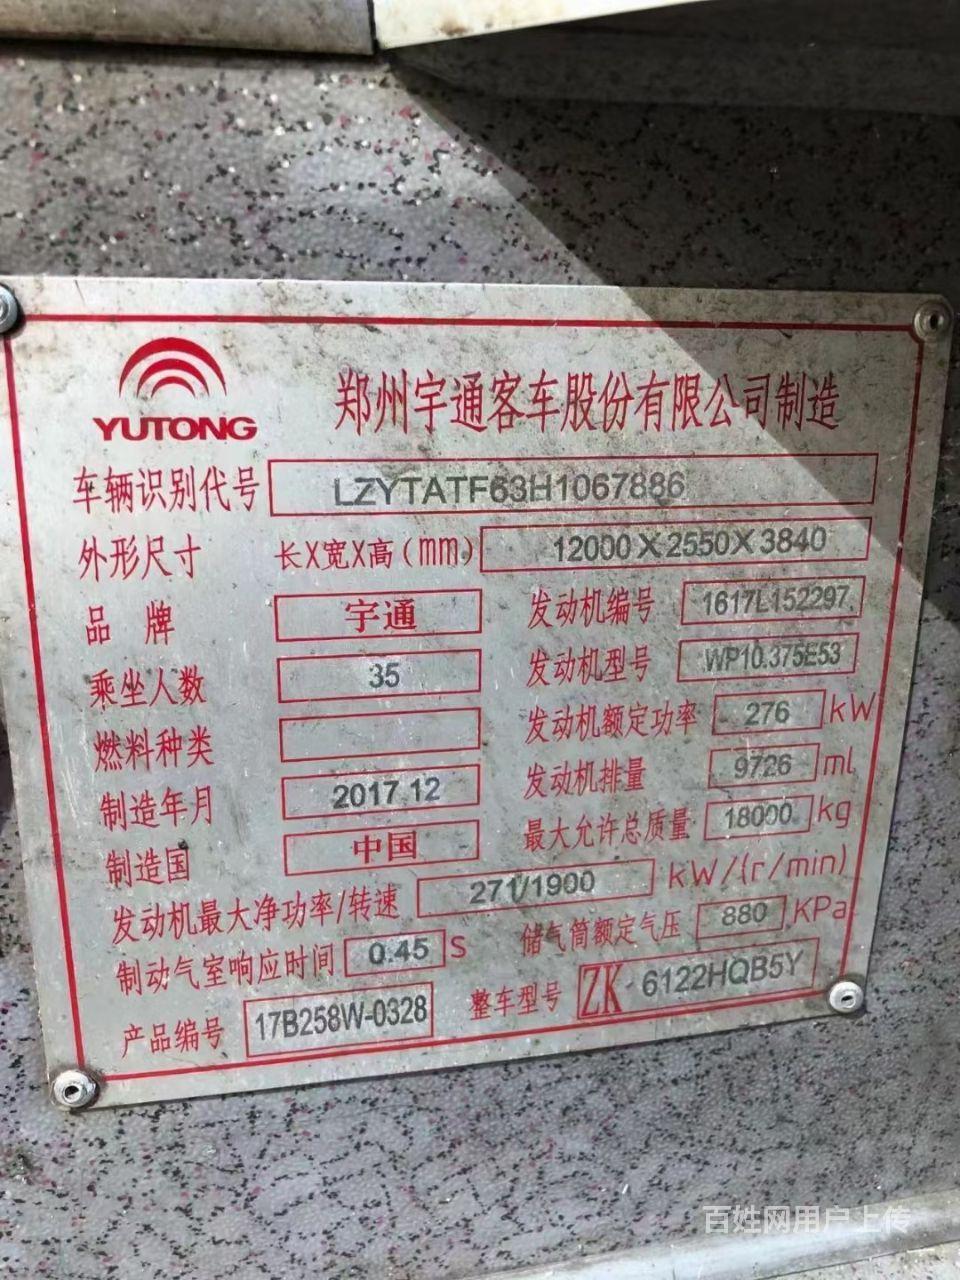 YUTONG
郑州宇通客车股份有限公司制造
车辆识别代号 LZYTATF63H1067886
外形尺寸 长X宽X高(mm) 12000X2550X3840
品 牌 宇通 发动机编号 1617L152297
乘坐人数 35 发动机型号 WP10.375E53
燃料种类 发动机额定功率 276 kW
制造年月 2017.12 发动机排量 9726 ml
制造国 中国 最大允许总质量 18000 kg
发动机最大净功率/转速 271/1900 kW/(r/min)
制动气室响应时间 0.45 S 储气筒额定气压 880 KPa
产品编号 17B258W-0328 整车型号 ZK 6122HQB5Y
百姓网用户上传